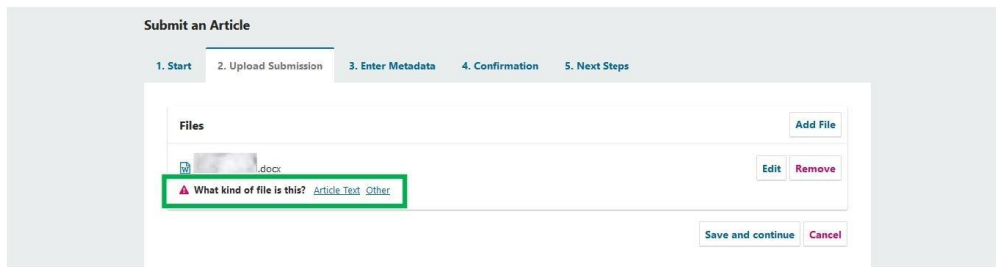 Submit an Article
1. Start 2. Upload Submission 3. Enter Metadata 4. Confirmation 5. Next Steps
Files Add File
.docx Edit Remove
What kind of file is this? Article Text Other
Save and continue Cancel